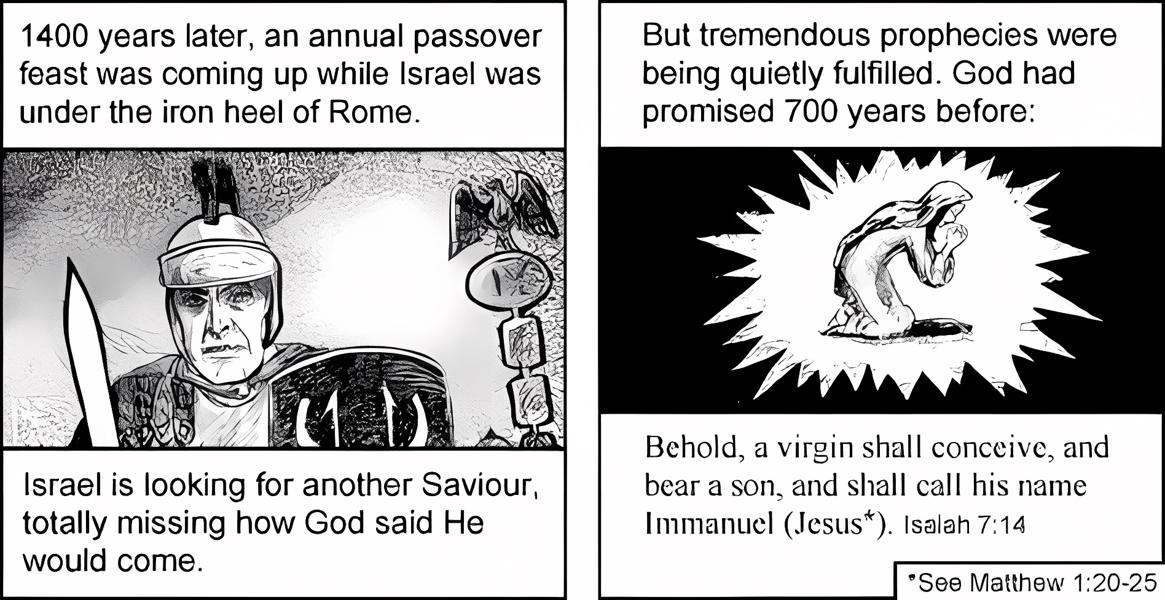 1400 years later, an annual passover
feast was coming up while Israel was
under the iron heel of Rome.
Israel is looking for another Saviour,
totally missing how God said He
would come.
But tremendous prophecies were
being quietly fulfilled. God had
promised 700 years before:
Behold, a virgin shall conceive, and
bear a son, and shall call his name
Immanuel (Jesus*). Isaiah 7:14
*See Matthew 1:20-25